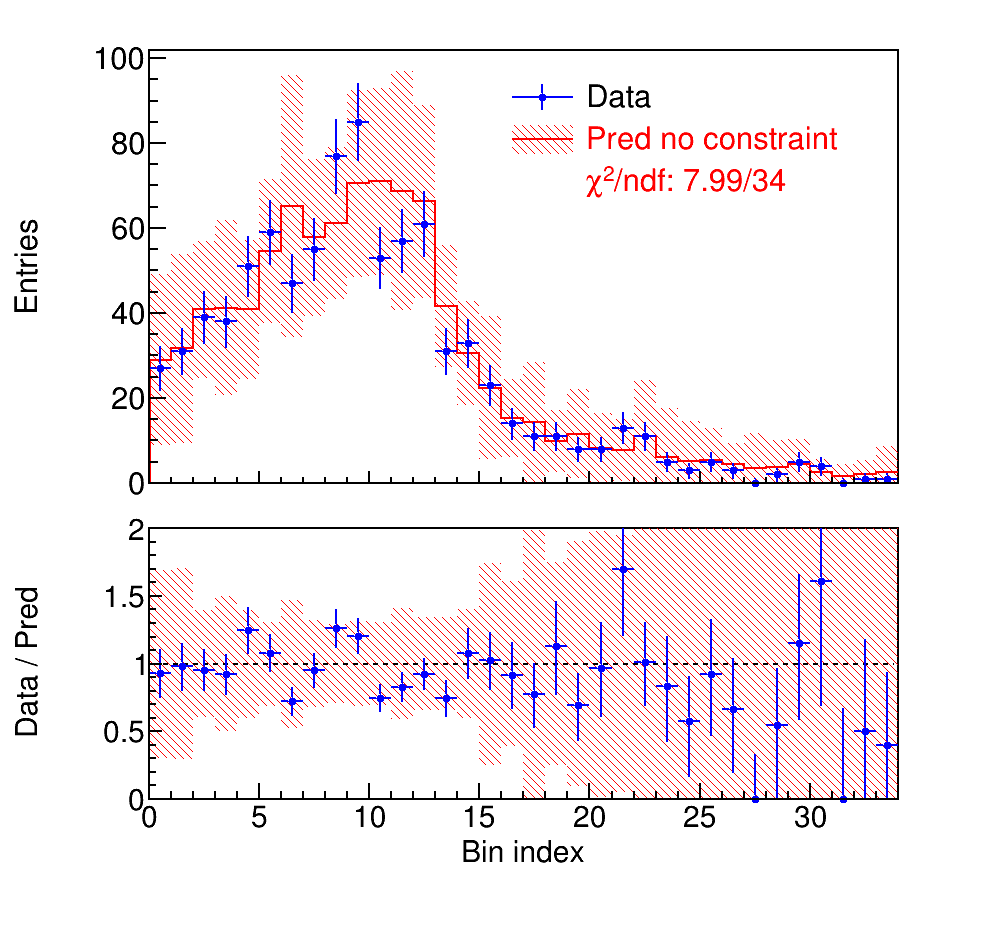 100
80
60
40
20
0
Entries
Data
Pred no constraint
χ²/ndf: 7.99/34
2
1.5
1
0.5
0
Data / Pred
0 5 10 15 20 25 30
Bin index